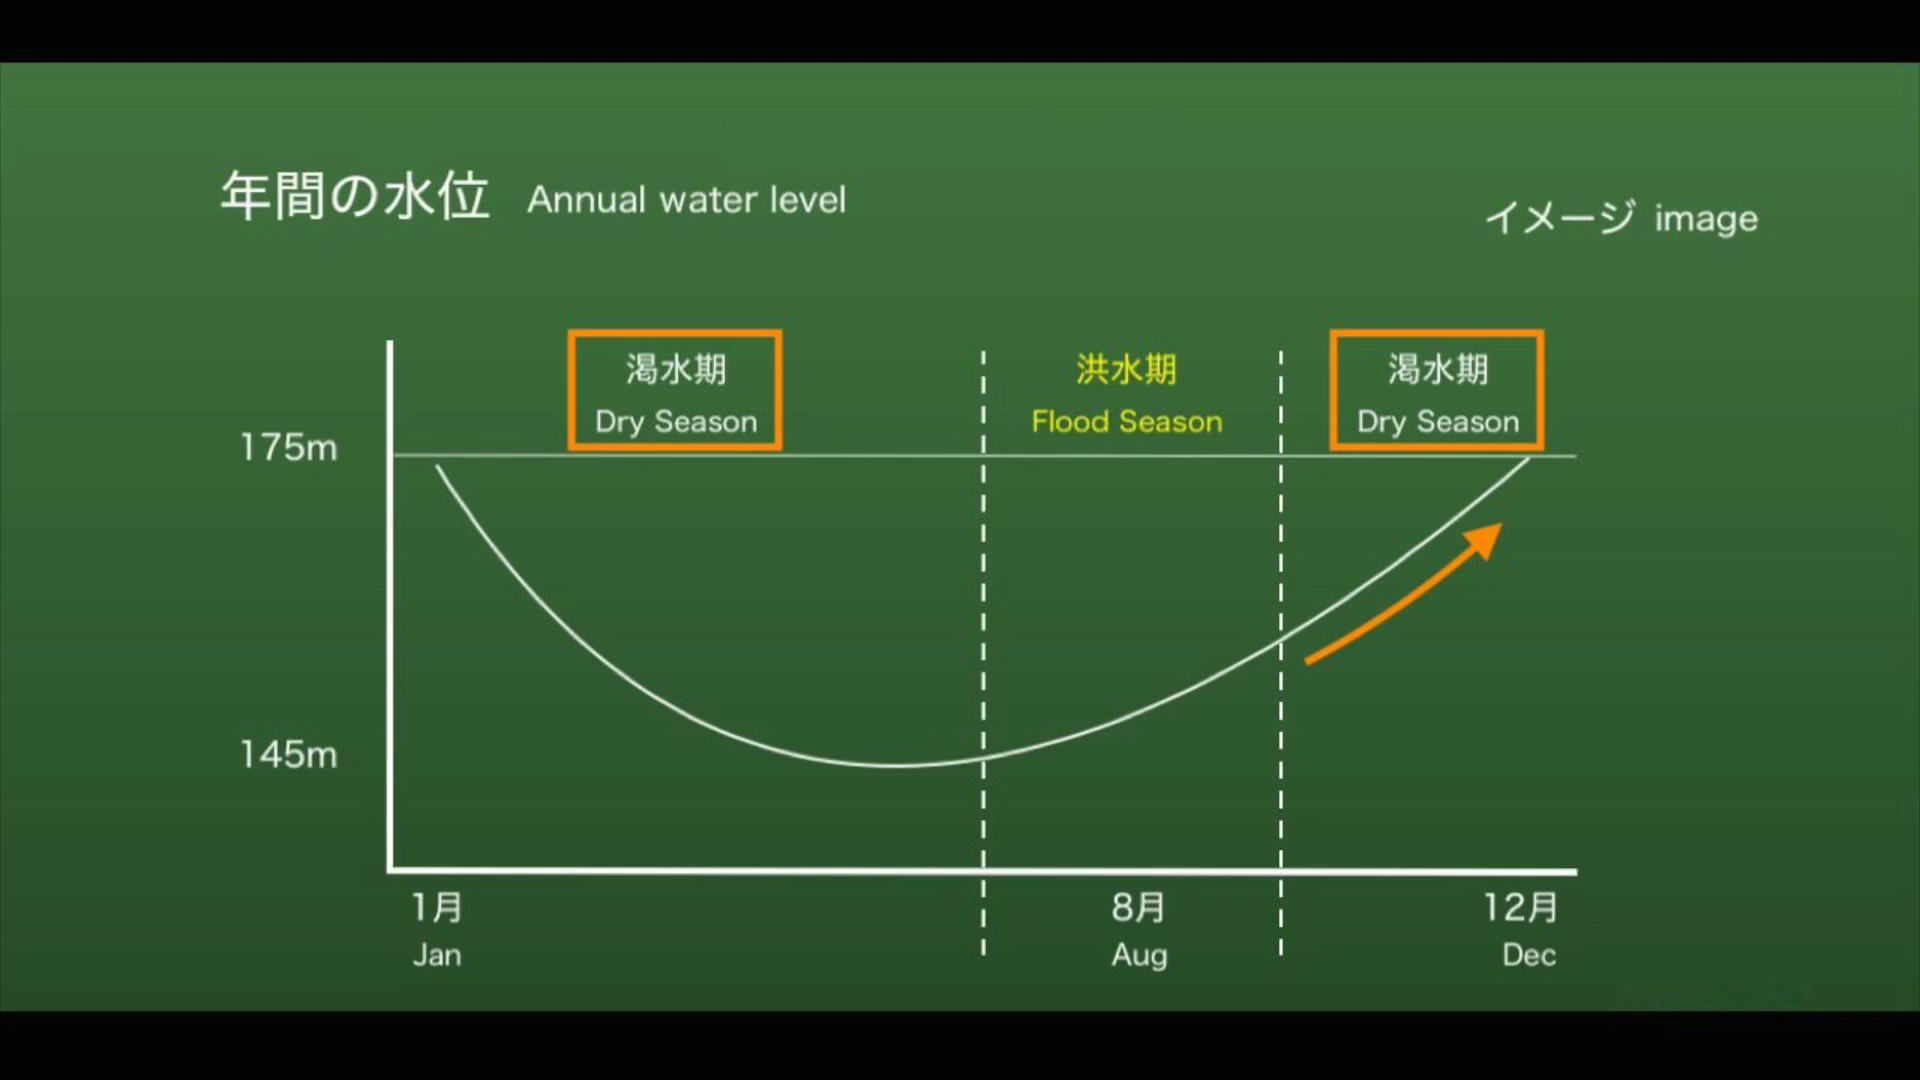 年間の水位 Annual water level
イメージ image
渇水期
Dry Season
洪水期
Flood Season
渇水期
Dry Season
175m
145m
1月
Jan
8月
Aug
12月
Dec